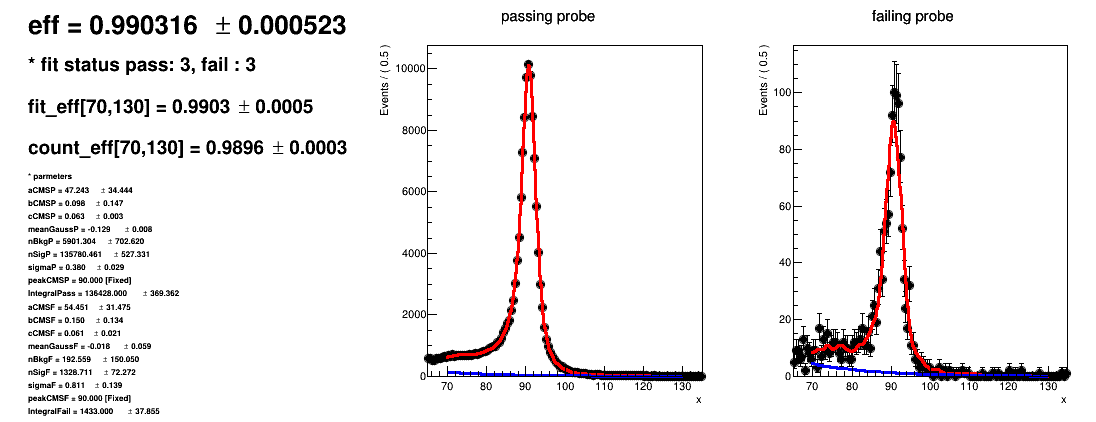 eff = 0.990316 ± 0.000523
* fit status pass: 3, fail : 3
fit_eff[70,130] = 0.9903 ± 0.0005
count_eff[70,130] = 0.9896 ± 0.0003
* parmeters
aCMSP = 47.243 ± 34.444
bCMSP = 0.098 ± 0.147
cCMSP = 0.063 ± 0.003
meanGaussP = -0.129 ± 0.008
nBkgP = 5901.304 ± 702.620
nSigP = 135780.461 ± 527.331
sigmaP = 0.380 ± 0.029
peakCMSP = 90.000 [Fixed]
IntegralPass = 136428.000 ± 369.362
aCMSF = 54.451 ± 31.475
bCMSF = 0.150 ± 0.134
cCMSF = 0.061 ± 0.021
meanGaussF = -0.018 ± 0.059
nBkgF = 192.559 ± 150.050
nSigF = 1328.711 ± 72.272
sigmaF = 0.811 ± 0.139
peakCMSF = 90.000 [Fixed]
IntegralFail = 1433.000 ± 37.855
passing probe
Events / ( 0.5 )
10000
8000
6000
4000
2000
0
70 80 90 100 110 120 130
x
failing probe
Events / ( 0.5 )
100
80
60
40
20
0
70 80 90 100 110 120 130
x